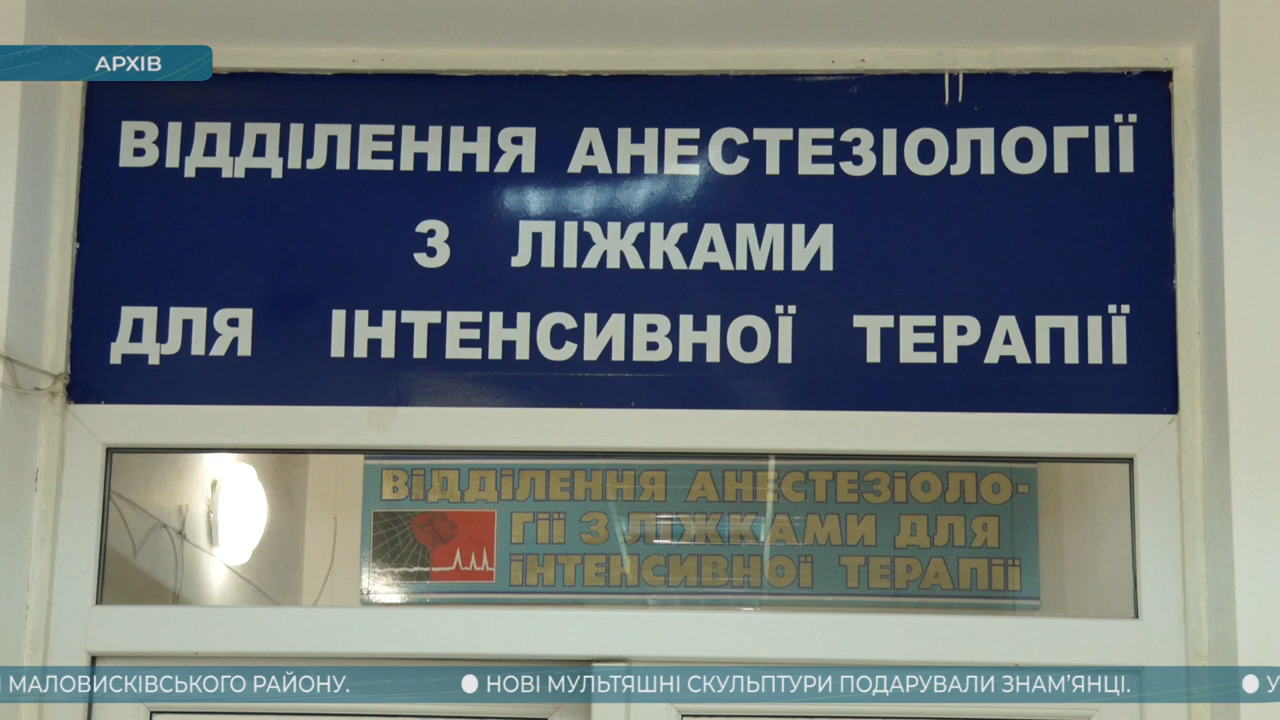 АРХІВ
ВІДДІЛЕННЯ АНЕСТЕЗІОЛОГІЇ
З ЛІЖКАМИ
ДЛЯ ІНТЕНСИВНОЇ ТЕРАПІЇ
ВІДДІЛЕННЯ АНЕСТЕЗІОЛО-
ГІЇ З ЛІЖКАМИ ДЛЯ
ІНТЕНСИВНОЇ ТЕРАПІЇ
МАЛОВИСКІВСЬКОГО РАЙОНУ. ● НОВІ МУЛЬТЯШНІ СКУЛЬПТУРИ ПОДАРУВАЛИ ЗНАМ'ЯНЦІ. ●